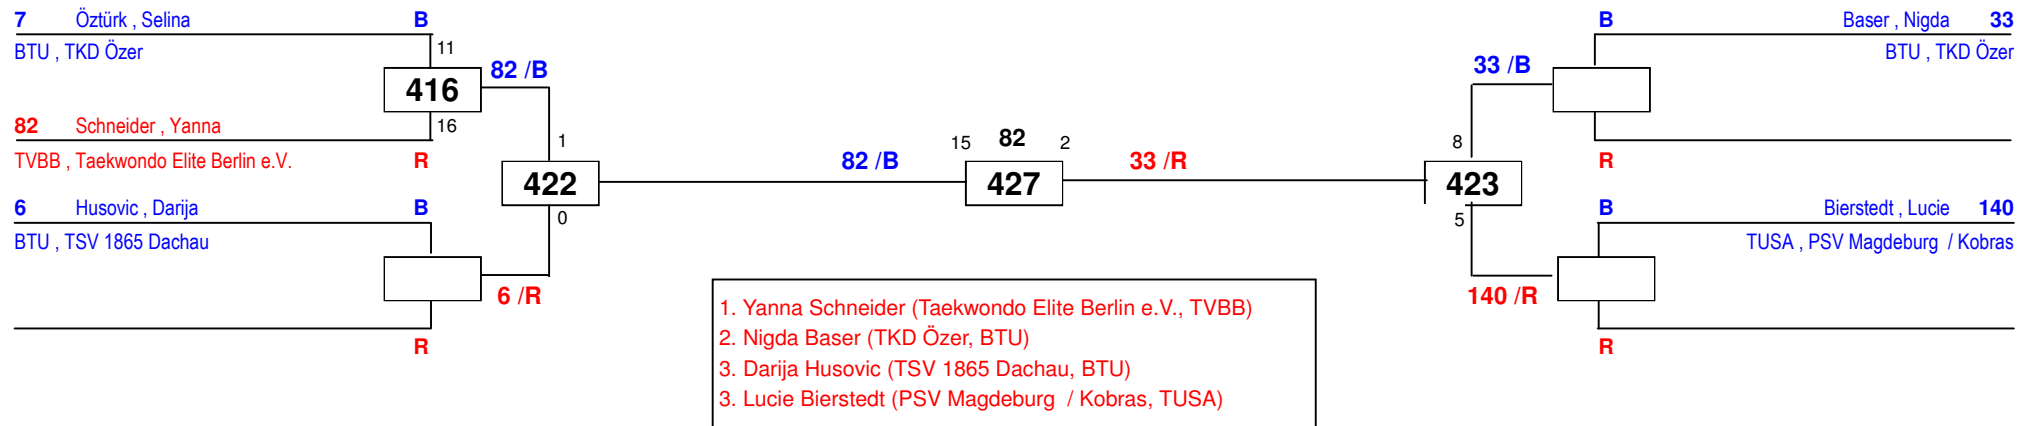 7 Öztürk , Selina B
BTU , TKD Özer
11
416
82 /B
16
82 Schneider , Yanna
TVBB , Taekwondo Elite Berlin e.V. R
6 Husovic , Darija B
BTU , TSV 1865 Dachau
6 /R
R
1
422
0
82 /B
15 82 2
427
33 /R
B Baser , Nigda 33
BTU , TKD Özer
33 /B
R
8
423
5
B Bierstedt , Lucie 140
TUSA , PSV Magdeburg / Kobras
140 /R
R
1. Yanna Schneider (Taekwondo Elite Berlin e.V., TVBB)
2. Nigda Baser (TKD Özer, BTU)
3. Darija Husovic (TSV 1865 Dachau, BTU)
3. Lucie Bierstedt (PSV Magdeburg / Kobras, TUSA)